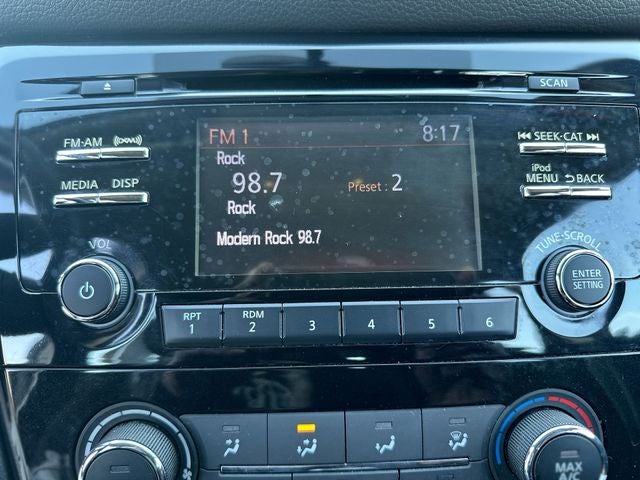 SCAN
FM-AM
FM 1 8:17
SEEK-CAT
Rock
98.7 Preset : 2
Rock
Modern Rock 98.7
MEDIA DISP
iPod
MENU BACK
VOL
TUNE-SCROLL
ENTER
SETTING
RPT
1
RDM
2
3
4
5
6
MAX
A/C